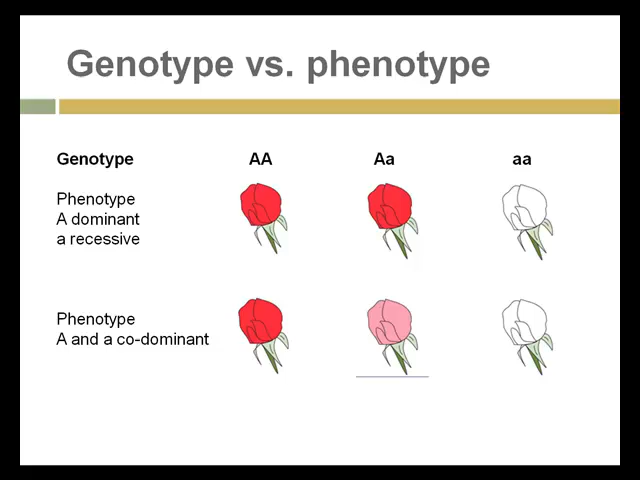 Genotype vs. phenotype
Genotype AA Aa aa
Phenotype
A dominant
a recessive
Phenotype
A and a co-dominant